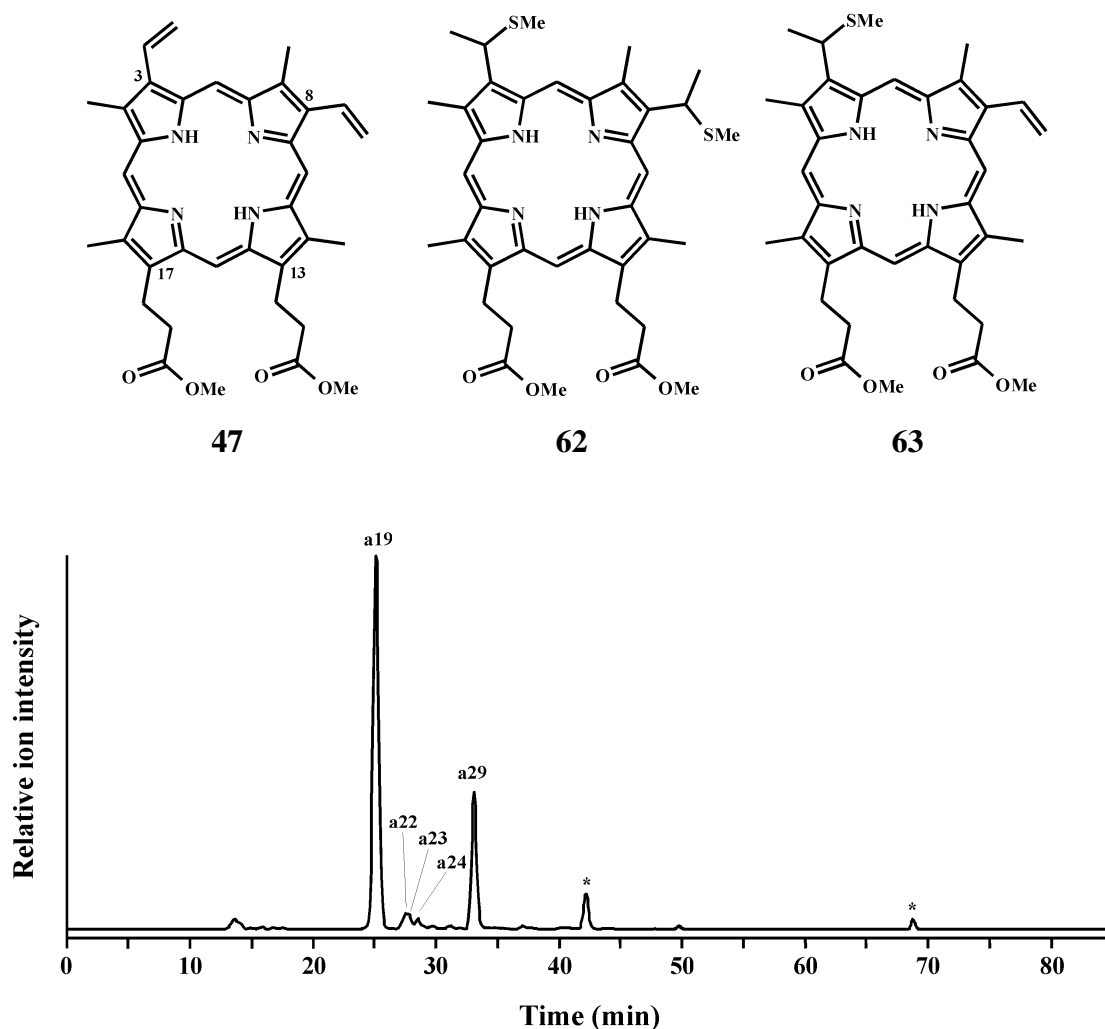 SMe
SMe
3
8
NH
N
N
HN
17
13
O
OMe
O
OMe
SMe
NH
N
N
HN
O
OMe
O
OMe
NH
N
N
HN
O
OMe
O
OMe
47
62
63
a19
a29
a22
a23
a24
*
*
Relative ion intensity
0
10
20
30
40
50
60
70
80
Time (min)